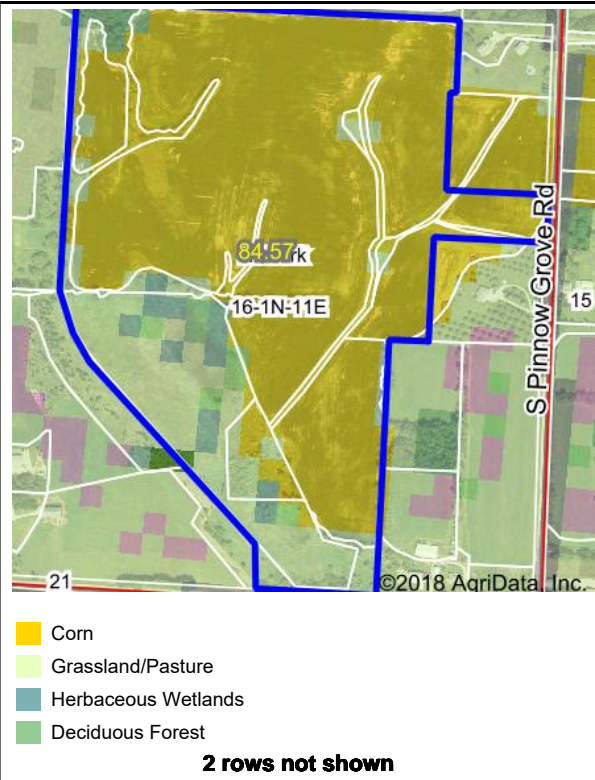 84.57
rk
16-1N-11E
S Pinnow Grove Rd
15
21
©2018 AgriData, Inc.
Corn
Grassland/Pasture
Herbaceous Wetlands
Deciduous Forest
2 rows not shown